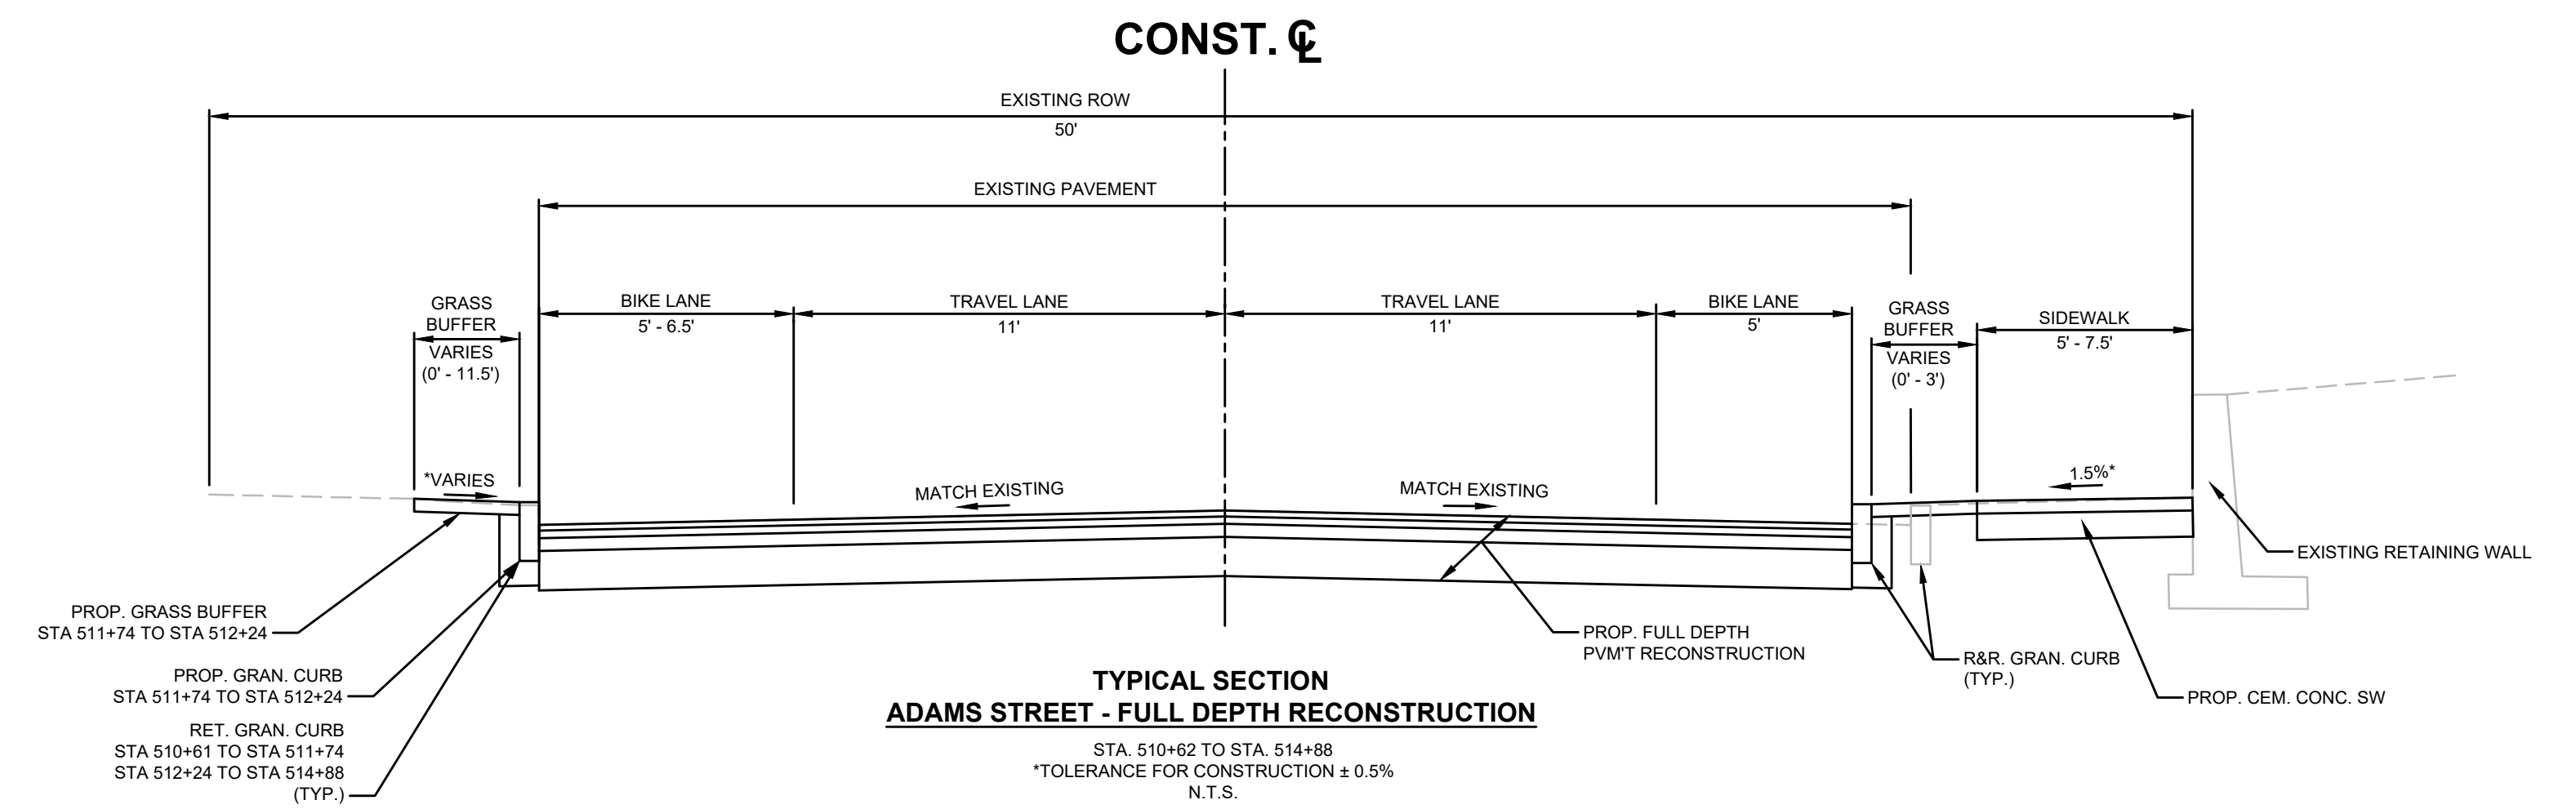 CONST. ℄
EXISTING ROW
50'
EXISTING PAVEMENT
GRASS
BUFFER
VARIES
(0' - 11.5')
BIKE LANE
5' - 6.5'
TRAVEL LANE
11'
TRAVEL LANE
11'
BIKE LANE
5'
GRASS
BUFFER
VARIES
(0' - 3')
SIDEWALK
5' - 7.5'
*VARIES
MATCH EXISTING
MATCH EXISTING
1.5%*
EXISTING RETAINING WALL
PROP. GRASS BUFFER
STA 511+74 TO STA 512+24
PROP. GRAN. CURB
STA 511+74 TO STA 512+24
RET. GRAN. CURB
STA 510+61 TO STA 511+74
STA 512+24 TO STA 514+88
(TYP.)
PROP. FULL DEPTH
PVM'T RECONSTRUCTION
R&R. GRAN. CURB
(TYP.)
PROP. CEM. CONC. SW
TYPICAL SECTION
ADAMS STREET - FULL DEPTH RECONSTRUCTION
STA. 510+62 TO STA. 514+88
*TOLERANCE FOR CONSTRUCTION ± 0.5%
N.T.S.